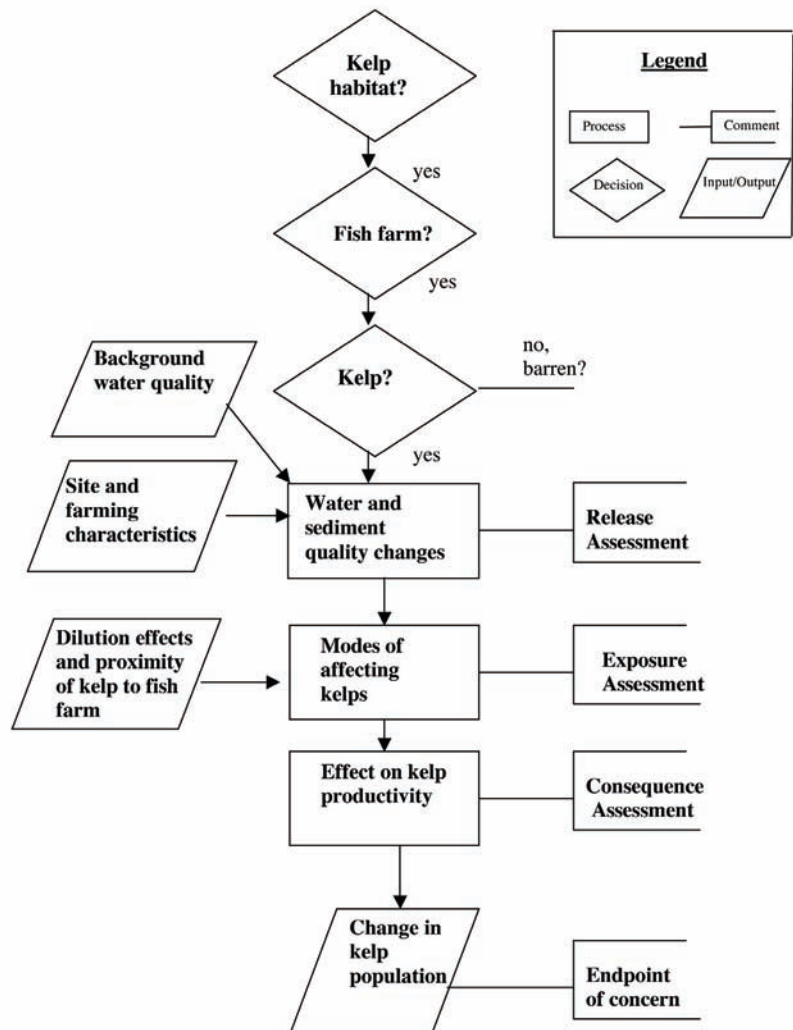 Kelp
habitat?
Legend
Process
Comment
Decision
Input/Output
yes
Fish farm?
yes
Background
water quality
Kelp?
no,
barren?
yes
Site and
farming
characteristics
Water and
sediment
quality changes
Release
Assessment
Dilution effects
and proximity
of kelp to fish
farm
Modes of
affecting
kelps
Exposure
Assessment
Effect on kelp
productivity
Consequence
Assessment
Change in
kelp
population
Endpoint
of concern